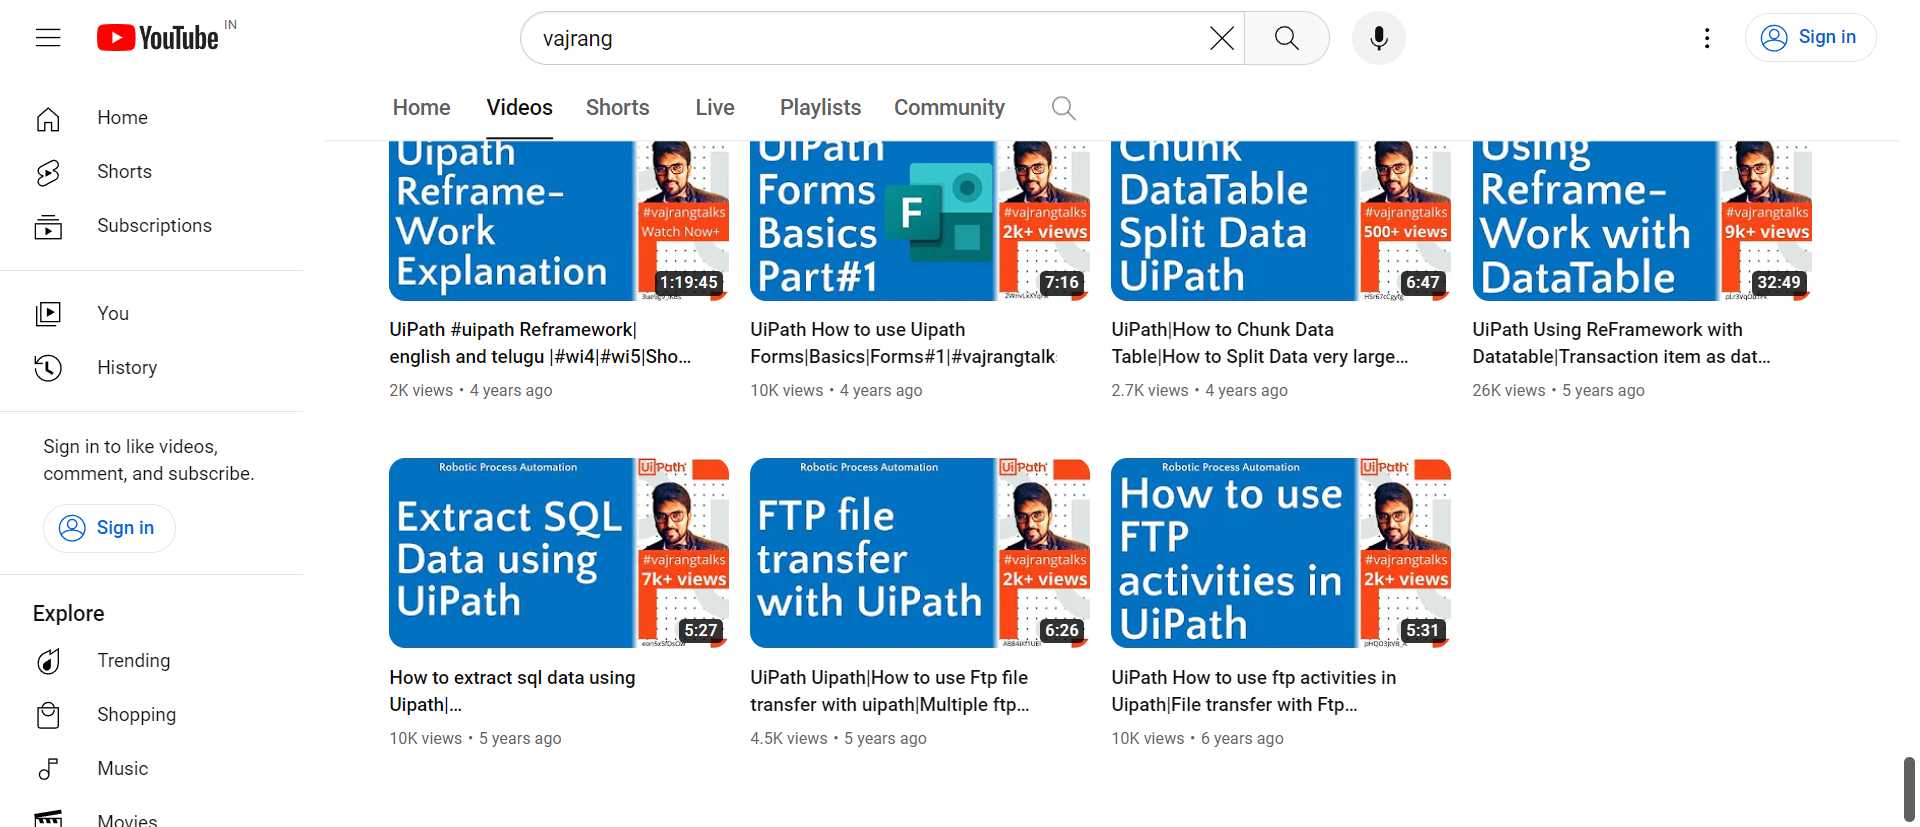 YouTube IN
vajrang
Sign in
Home
Shorts
Subscriptions
You
History
Sign in to like videos,
comment, and subscribe.
Sign in
Explore
Trending
Shopping
Music
Movies
Home Videos Shorts Live Playlists Community
Uipath
Reframe-
Work
Explanation
#vajrangtalks
Watch Now+
1:19:45
UiPath #uipath Reframework|
english and telugu |#wi4|#wi5|Sho...
2K views • 4 years ago
UiPath
Forms
Basics
Part#1
F
#vajrangtalks
2k+ views
7:16
UiPath How to use Uipath
Forms|Basics|Forms#1|#vajrangtalk
10K views • 4 years ago
Chunk
DataTable
Split Data
UiPath
#vajrangtalks
500+ views
6:47
UiPath|How to Chunk Data
Table|How to Split Data very large...
2.7K views • 4 years ago
Using
Reframe-
Work with
DataTable
#vajrangtalks
9k+ views
32:49
UiPath Using ReFramework with
Datatable|Transaction item as dat...
26K views • 5 years ago
Robotic Process Automation
UiPath
Extract SQL
Data using
UiPath
#vajrangtalks
7k+ views
5:27
How to extract sql data using
Uipath|...
10K views • 5 years ago
Robotic Process Automation
UiPath
FTP file
transfer
with UiPath
#vajrangtalks
2k+ views
6:26
UiPath Uipath|How to use Ftp file
transfer with uipath|Multiple ftp...
4.5K views • 5 years ago
Robotic Process Automation
UiPath
How to use
FTP
activities in
UiPath
#vajrangtalks
2k+ views
5:31
UiPath How to use ftp activities in
Uipath|File transfer with Ftp...
10K views • 6 years ago